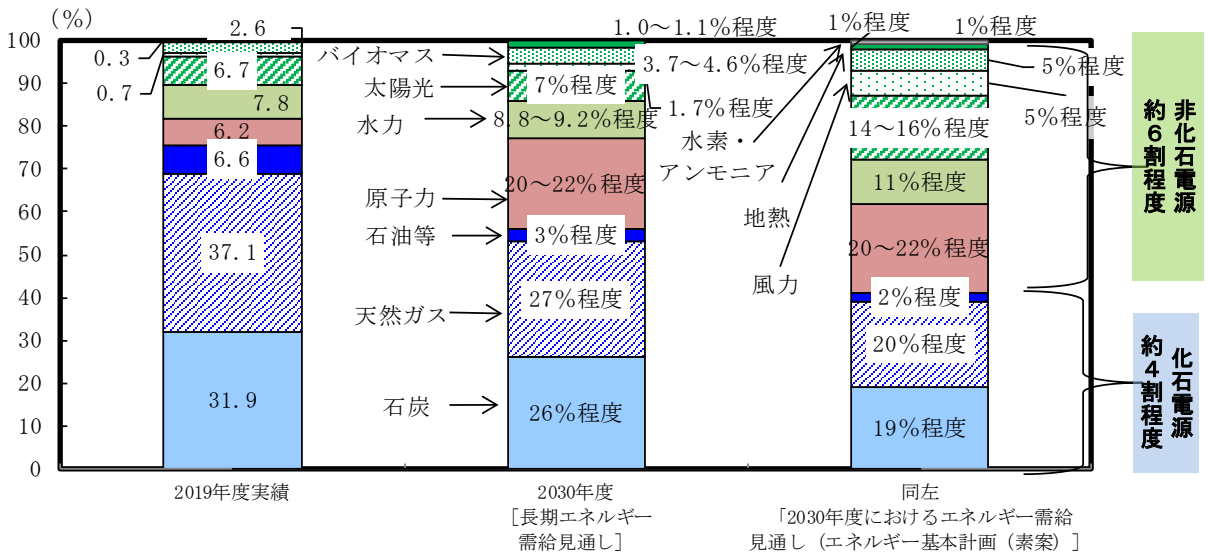 (%)
100
90
80
70
60
50
40
30
20
10
0
2.6
0.3
0.7
6.7
7.8
6.2
6.6
37.1
31.9
バイオマス
太陽光
水力
原子力
石油等
天然ガス
石炭
1.0～1.1%程度
3.7～4.6%程度
7%程度
1.7%程度
8.8～9.2%程度
20～22%程度
3%程度
27%程度
26%程度
水素・
アンモニア
地熱
風力
1%程度
1%程度
5%程度
5%程度
14～16%程度
11%程度
20～22%程度
2%程度
20%程度
19%程度
非化石電源
約6割程度
化石電源
約4割程度
2019年度実績
2030年度
[長期エネルギー
需給見通し]
同左
「2030年度におけるエネルギー需給
見通し（エネルギー基本計画（素案）]